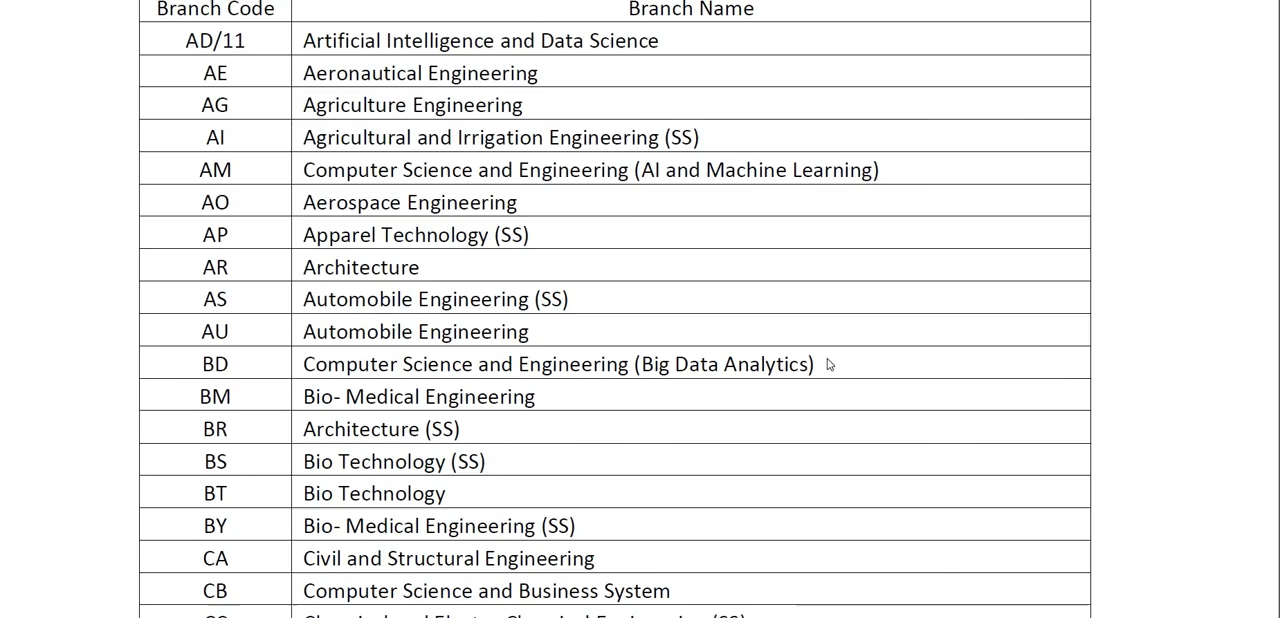 Branch Code Branch Name
AD/11 Artificial Intelligence and Data Science
AE Aeronautical Engineering
AG Agriculture Engineering
AI Agricultural and Irrigation Engineering (SS)
AM Computer Science and Engineering (AI and Machine Learning)
AO Aerospace Engineering
AP Apparel Technology (SS)
AR Architecture
AS Automobile Engineering (SS)
AU Automobile Engineering
BD Computer Science and Engineering (Big Data Analytics)
BM Bio- Medical Engineering
BR Architecture (SS)
BS Bio Technology (SS)
BT Bio Technology
BY Bio- Medical Engineering (SS)
CA Civil and Structural Engineering
CB Computer Science and Business System